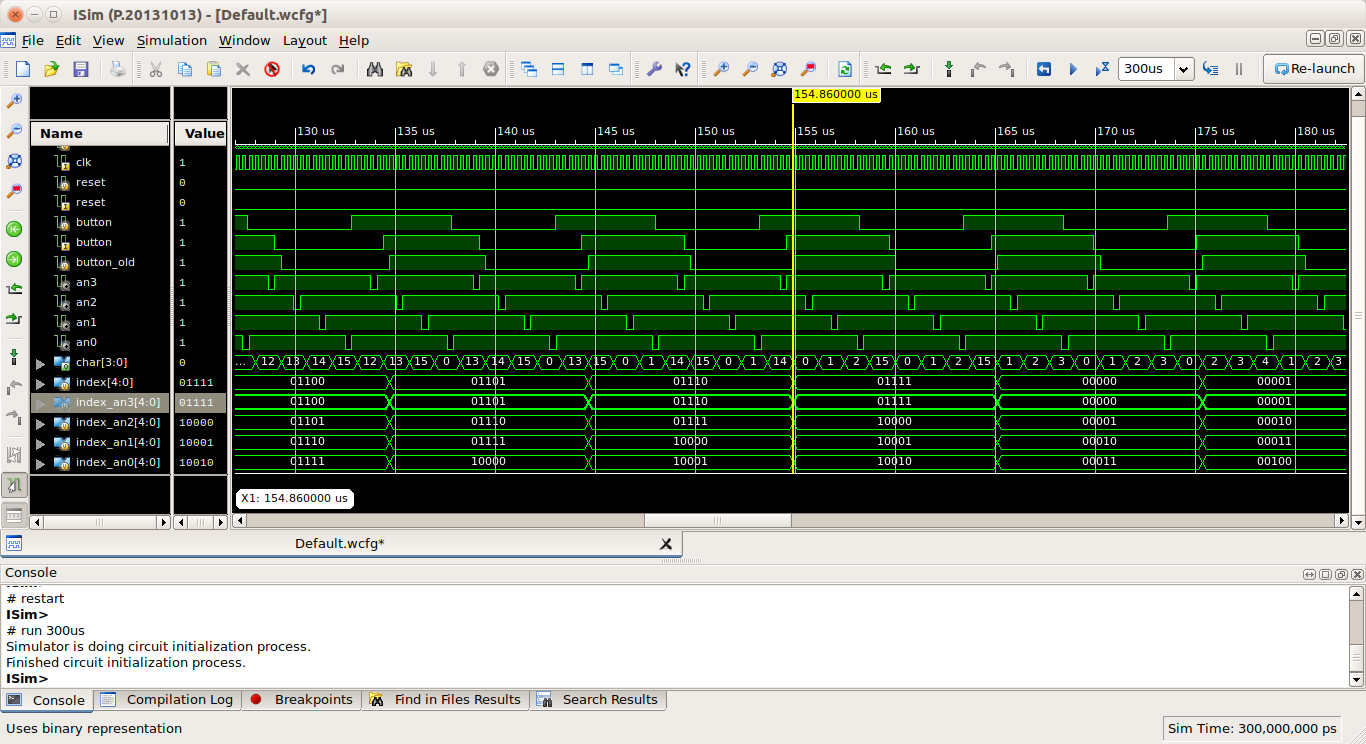 ISim (P.20131013) - [Default.wcfg*]
File Edit View Simulation Window Layout Help
300us Re-launch
154.860000 us
Name Value
130 us 135 us 140 us 145 us 150 us 155 us 160 us 165 us 170 us 175 us 180 us
clk 1
reset 0
reset 0
button 1
button 1
button_old 1
an3 1
an2 1
an1 1
an0 1
char[3:0] 0 ... 12 13 14 15 12 13 15 0 13 14 15 0 13 15 0 1 14 15 0 1 14 0 1 2 15 0 1 2 15 1 2 3 0 1 2 3 0 2 3 4 1 2 3
index[4:0] 01111 01100 01101 01110 01111 00000 00001
index_an3[4:0] 01111 01100 01101 01110 01111 00000 00001
index_an2[4:0] 10000 01101 01110 01111 10000 00001 00010
index_an1[4:0] 10001 01110 01111 10000 10001 00010 00011
index_an0[4:0] 10010 01111 10000 10001 10010 00011 00100
X1: 154.860000 us
Default.wcfg*
Console
# restart
ISim>
# run 300us
Simulator is doing circuit initialization process.
Finished circuit initialization process.
ISim>
Console Compilation Log Breakpoints Find in Files Results Search Results
Uses binary representation Sim Time: 300,000,000 ps